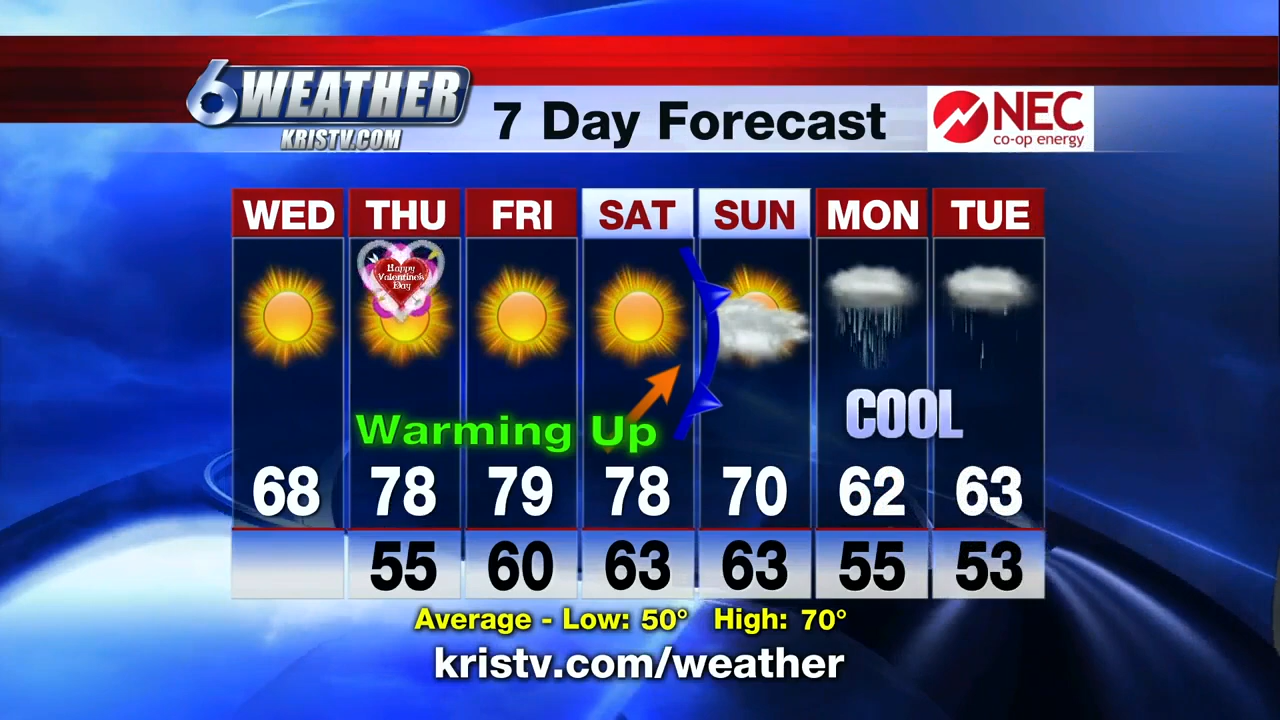 6 WEATHER
KRISTV.COM
7 Day Forecast
NEC
co-op energy
WED THU FRI SAT SUN MON TUE
Happy
Valentine's
Day
Warming Up
COOL
68 78 79 78 70 62 63
55 60 63 63 55 53
Average - Low: 50° High: 70°
kristv.com/weather